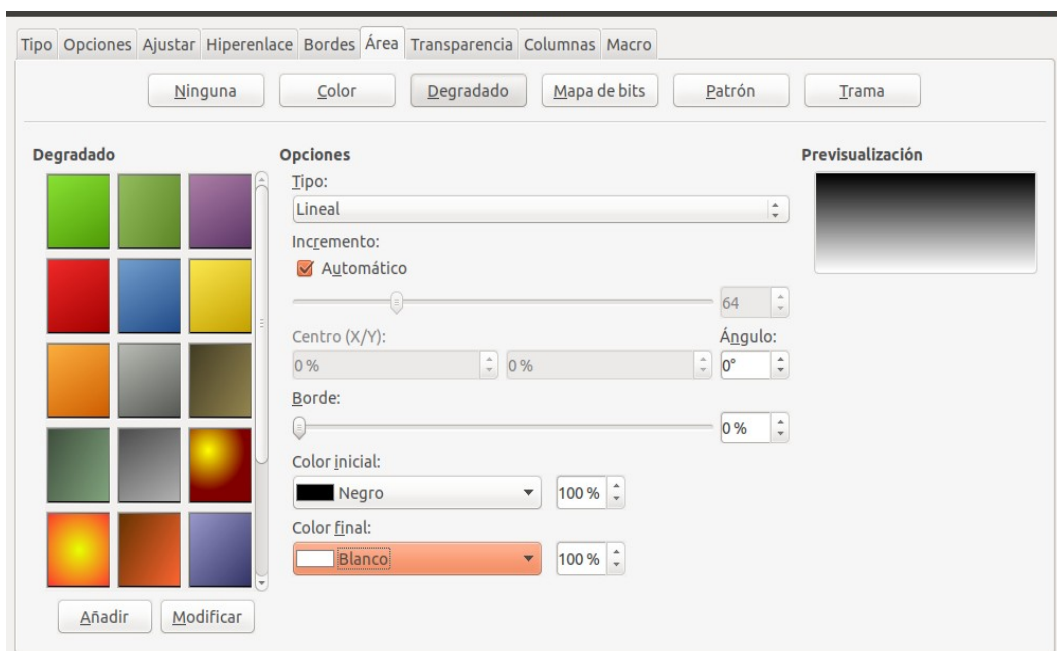 Tipo Opciones Ajustar Hiperenlace Bordes Área Transparencia Columnas Macro
Ninguna Color Degradado Mapa de bits Patrón Trama
Degradado
Opciones
Tipo:
Lineal
Incremento:
Automático
64
Centro (X/Y): Ángulo:
0 % 0 % 0°
Borde:
0 %
Color inicial:
Negro 100 %
Color final:
Blanco 100 %
Previsualización
Añadir Modificar